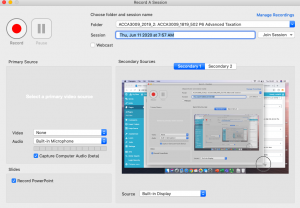 Record A Session
Choose folder and session name
Manage Recordings
Folder
ACCA3009_2019_2: ACCA3009_1819_S02 P6 Advanced Taxation
Session
Thu, Jun 11 2020 at 7:57 AM
Join Session
Webcast
Record
Pause
Primary Source
Secondary Sources
Secondary 1
Secondary 2
Select a primary video source
Video
None
Audio
Built-in Microphone
Capture Computer Audio (beta)
Slides
Record PowerPoint
Source
Built-in Display